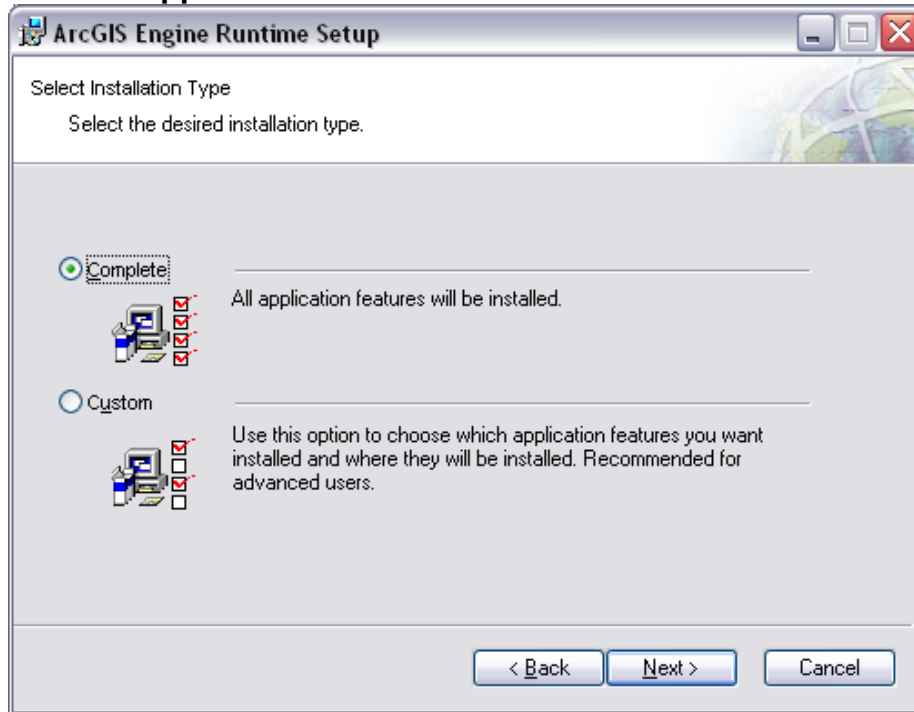 ArcGIS Engine Runtime Setup
Select Installation Type
Select the desired installation type.
Complete
All application features will be installed.
Custom
Use this option to choose which application features you want
installed and where they will be installed. Recommended for
advanced users.
< Back Next > Cancel